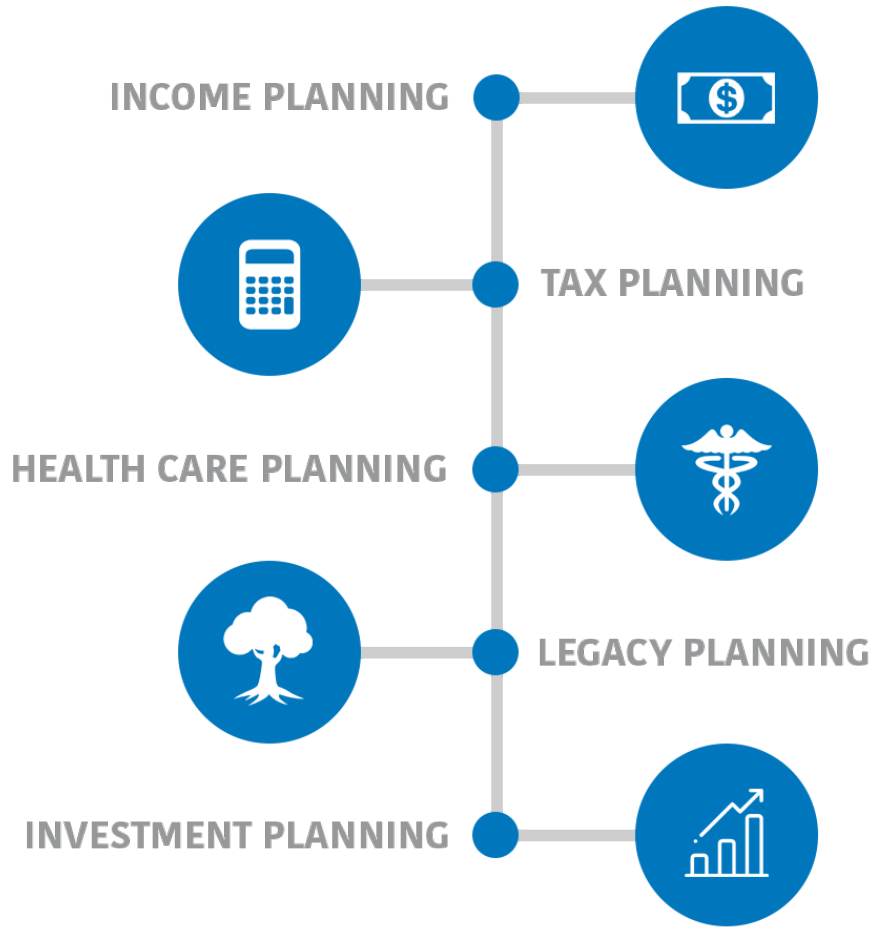 INCOME PLANNING
TAX PLANNING
HEALTH CARE PLANNING
LEGACY PLANNING
INVESTMENT PLANNING